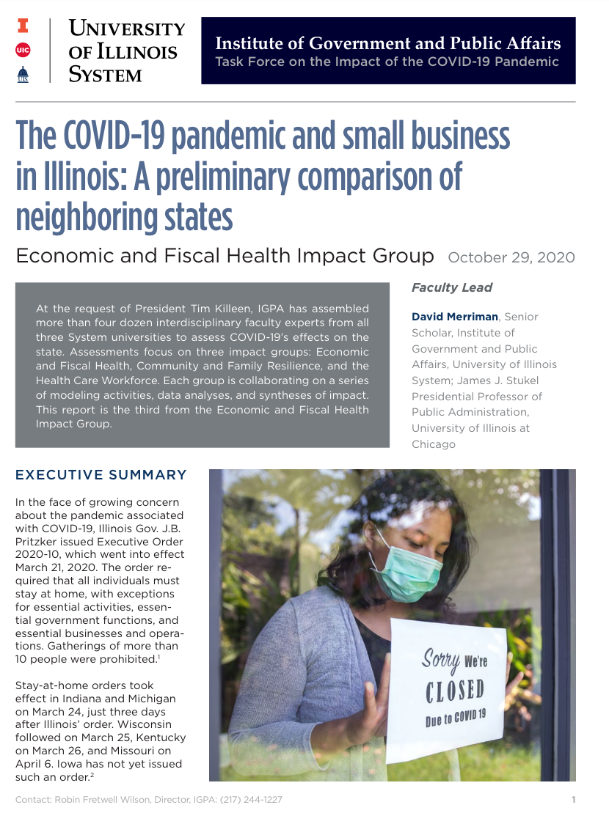 I
UIC
UIS
UNIVERSITY
OF ILLINOIS
SYSTEM
Institute of Government and Public Affairs
Task Force on the Impact of the COVID-19 Pandemic
The COVID-19 pandemic and small business
in Illinois: A preliminary comparison of
neighboring states
Economic and Fiscal Health Impact Group October 29, 2020
At the request of President Tim Killeen, IGPA has assembled
more than four dozen interdisciplinary faculty experts from all
three System universities to assess COVID-19's effects on the
state. Assessments focus on three impact groups: Economic
and Fiscal Health, Community and Family Resilience, and the
Health Care Workforce. Each group is collaborating on a series
of modeling activities, data analyses, and syntheses of impact.
This report is the third from the Economic and Fiscal Health
Impact Group.
Faculty Lead
David Merriman, Senior
Scholar, Institute of
Government and Public
Affairs, University of Illinois
System; James J. Stukel
Presidential Professor of
Public Administration,
University of Illinois at
Chicago
EXECUTIVE SUMMARY
In the face of growing concern
about the pandemic associated
with COVID-19, Illinois Gov. J.B.
Pritzker issued Executive Order
2020-10, which went into effect
March 21, 2020. The order re-
quired that all individuals must
stay at home, with exceptions
for essential activities, essen-
tial government functions, and
essential businesses and opera-
tions. Gatherings of more than
10 people were prohibited.¹
Stay-at-home orders took
effect in Indiana and Michigan
on March 24, just three days
after Illinois' order. Wisconsin
followed on March 25, Kentucky
on March 26, and Missouri on
April 6. Iowa has not yet issued
such an order.²
Sorry We're
CLOSED
Due to COVID 19
Contact: Robin Fretwell Wilson, Director, IGPA: (217) 244-1227
1